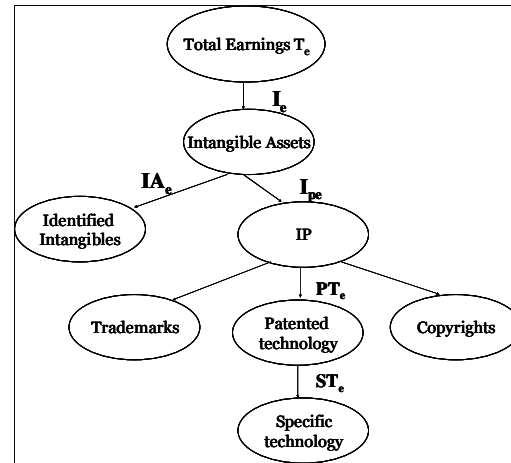 Total Earnings Te
Ie
Intangible Assets
IAe
Ipe
Identified
Intangibles
IP
PTe
Trademarks
Patented
technology
Copyrights
STe
Specific
technology